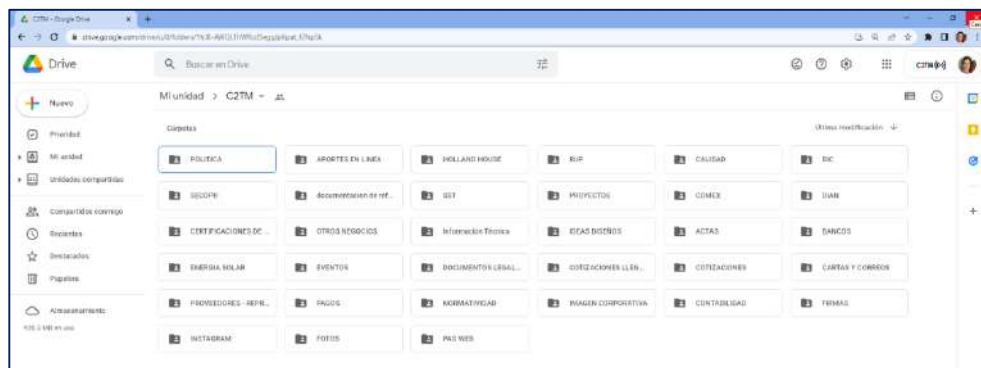 C2TM - Google Drive
Drive
Buscar en Drive
C2TM
Nuevo
Mi unidad > C2TM
Prioridad
Mi unidad
Unidades compartidas
Compartidos conmigo
Recientes
Destacados
Papelera
Almacenamiento
Carpetas
Última modificación
POLITICA
APORTES EN LINEA
HOLLAND HOUSE
RUP
CALIDAD
SECOPII
documentacion de ref...
SST
PROYECTOS
COMEX
DIAN
CERTIFICACIONES DE ...
OTROS NEGOCIOS
Informacion Técnica
IDEAS DISEÑOS
ACTAS
BANCOS
ENERGIA SOLAR
EVENTOS
DOCUMENTOS LEGAL...
COTIZACIONES LLEG...
COTIZACIONES
CARTAS Y CORREOS
PROVEEDORES - REPR...
PAGOS
NORMATIVIDAD
IMAGEN CORPORATIVA
CONTABILIDAD
FIRMAS
INSTAGRAM
FOTOS
PAG WEB